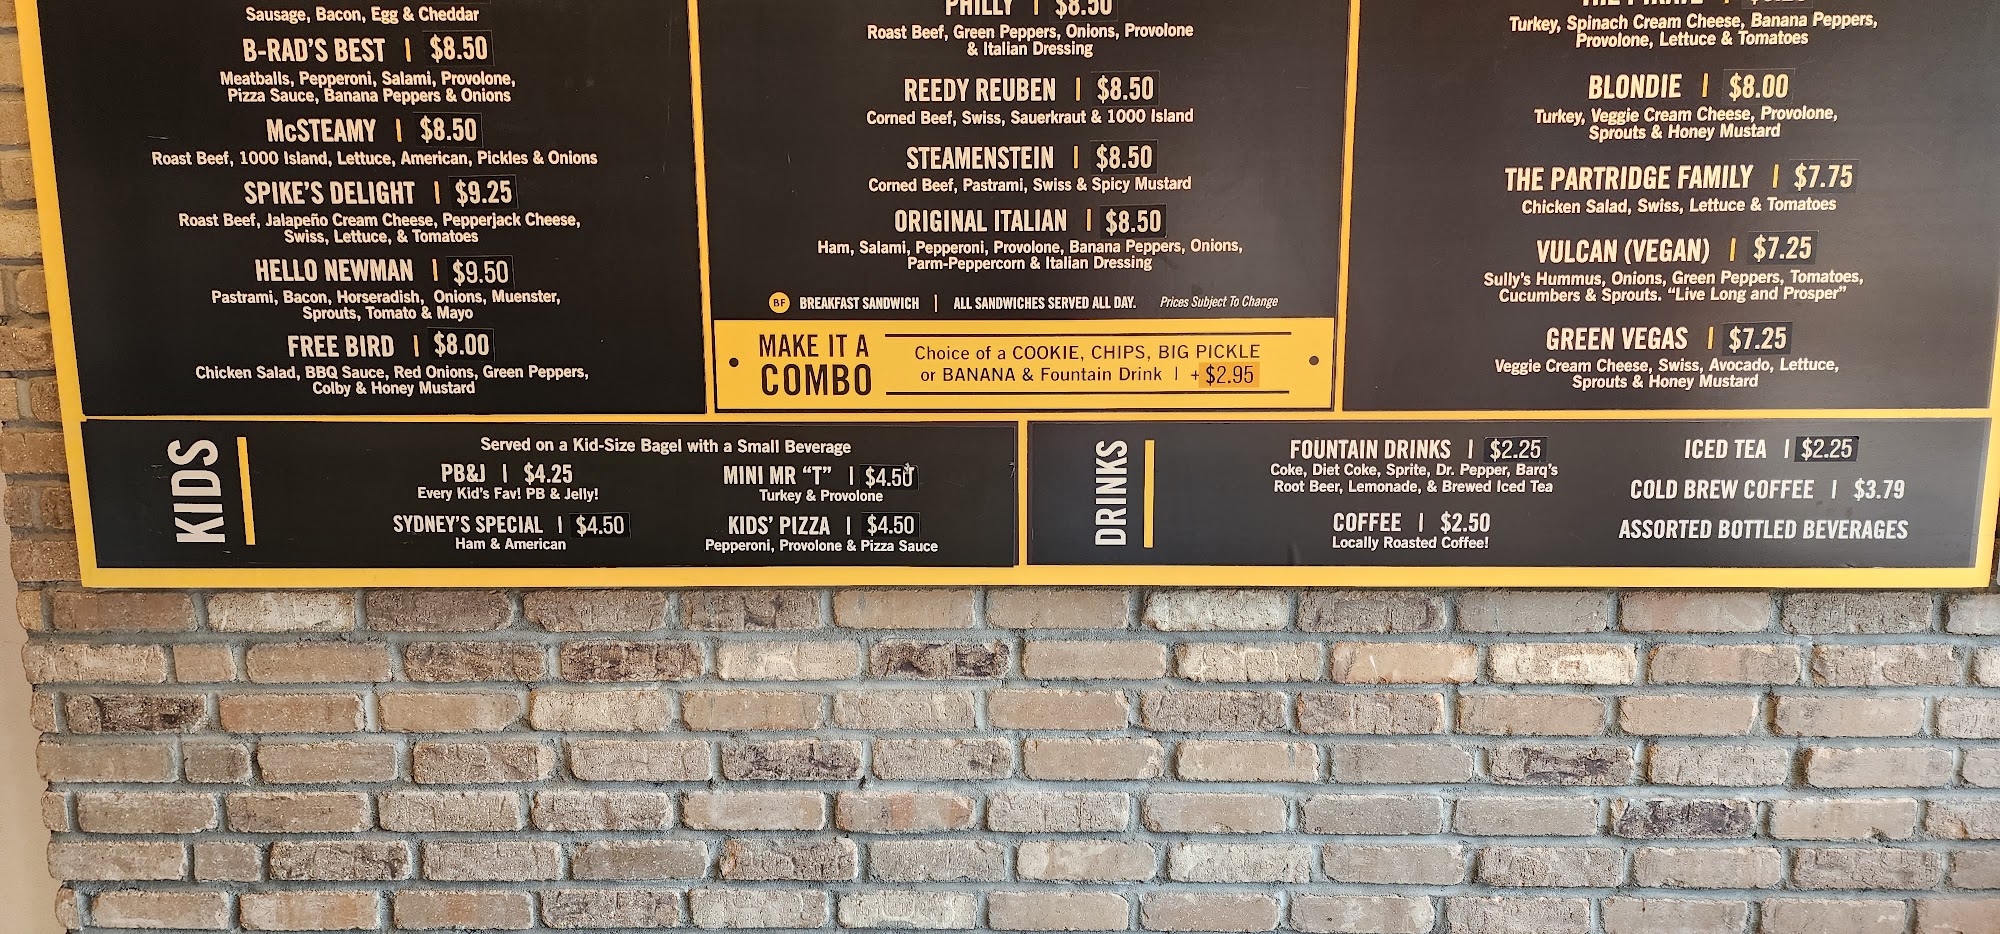 Sausage, Bacon, Egg & Cheddar
B-RAD'S BEST | $8.50
Meatballs, Pepperoni, Salami, Provolone,
Pizza Sauce, Banana Peppers & Onions
McSTEAMY | $8.50
Roast Beef, 1000 Island, Lettuce, American, Pickles & Onions
SPIKE'S DELIGHT | $9.25
Roast Beef, Jalapeño Cream Cheese, Pepperjack Cheese,
Swiss, Lettuce, & Tomatoes
HELLO NEWMAN | $9.50
Pastrami, Bacon, Horseradish, Onions, Muenster,
Sprouts, Tomato & Mayo
FREE BIRD | $8.00
Chicken Salad, BBQ Sauce, Red Onions, Green Peppers,
Colby & Honey Mustard
PHILLY | $8.50
Roast Beef, Green Peppers, Onions, Provolone
& Italian Dressing
REEDY REUBEN | $8.50
Corned Beef, Swiss, Sauerkraut & 1000 Island
STEAMENSTEIN | $8.50
Corned Beef, Pastrami, Swiss & Spicy Mustard
ORIGINAL ITALIAN | $8.50
Ham, Salami, Pepperoni, Provolone, Banana Peppers, Onions,
Parm-Peppercorn & Italian Dressing
BF BREAKFAST SANDWICH | ALL SANDWICHES SERVED ALL DAY. Prices Subject To Change
MAKE IT A
COMBO
Choice of a COOKIE, CHIPS, BIG PICKLE
or BANANA & Fountain Drink | + $2.95
THE PIRATE |
Turkey, Spinach Cream Cheese, Banana Peppers,
Provolone, Lettuce & Tomatoes
BLONDIE | $8.00
Turkey, Veggie Cream Cheese, Provolone,
Sprouts & Honey Mustard
THE PARTRIDGE FAMILY | $7.75
Chicken Salad, Swiss, Lettuce & Tomatoes
VULCAN (VEGAN) | $7.25
Sully's Hummus, Onions, Green Peppers, Tomatoes,
Cucumbers & Sprouts. "Live Long and Prosper"
GREEN VEGAS | $7.25
Veggie Cream Cheese, Swiss, Avocado, Lettuce,
Sprouts & Honey Mustard
KIDS
Served on a Kid-Size Bagel with a Small Beverage
PB&J | $4.25
Every Kid's Fav! PB & Jelly!
SYDNEY'S SPECIAL | $4.50
Ham & American
MINI MR "T" | $4.50
Turkey & Provolone
KIDS' PIZZA | $4.50
Pepperoni, Provolone & Pizza Sauce
DRINKS
FOUNTAIN DRINKS | $2.25
Coke, Diet Coke, Sprite, Dr. Pepper, Barq's
Root Beer, Lemonade, & Brewed Iced Tea
COFFEE | $2.50
Locally Roasted Coffee!
ICED TEA | $2.25
COLD BREW COFFEE | $3.79
ASSORTED BOTTLED BEVERAGES